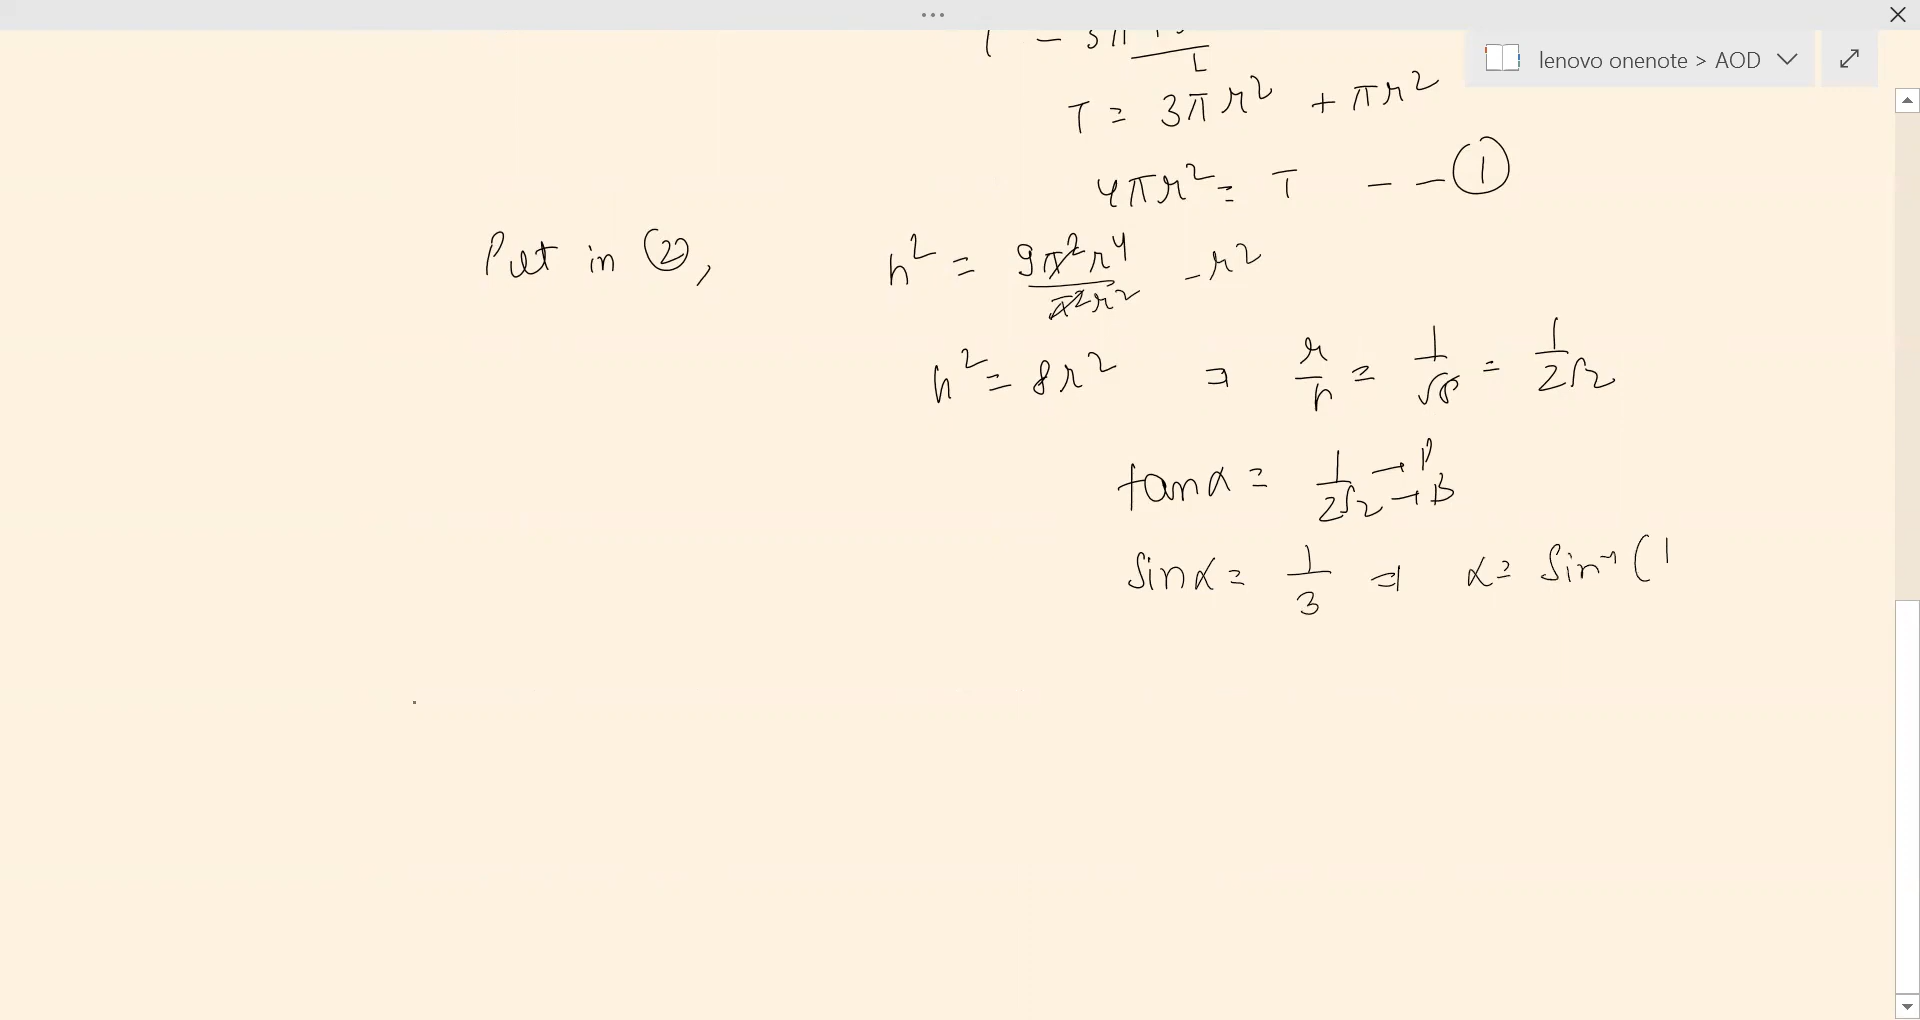 lenovo onenote > AOD
T = 3πr² + πr²
4πr² = T - - ①
Put in ②, h² = 9π²r⁴/π²r² - r²
h² = 8r² ⇒ r/h = 1/√8 = 1/2√2
tanα = 1/2√2 → P → B
Sinα = 1/3 ⇒ α = Sin⁻¹ (1